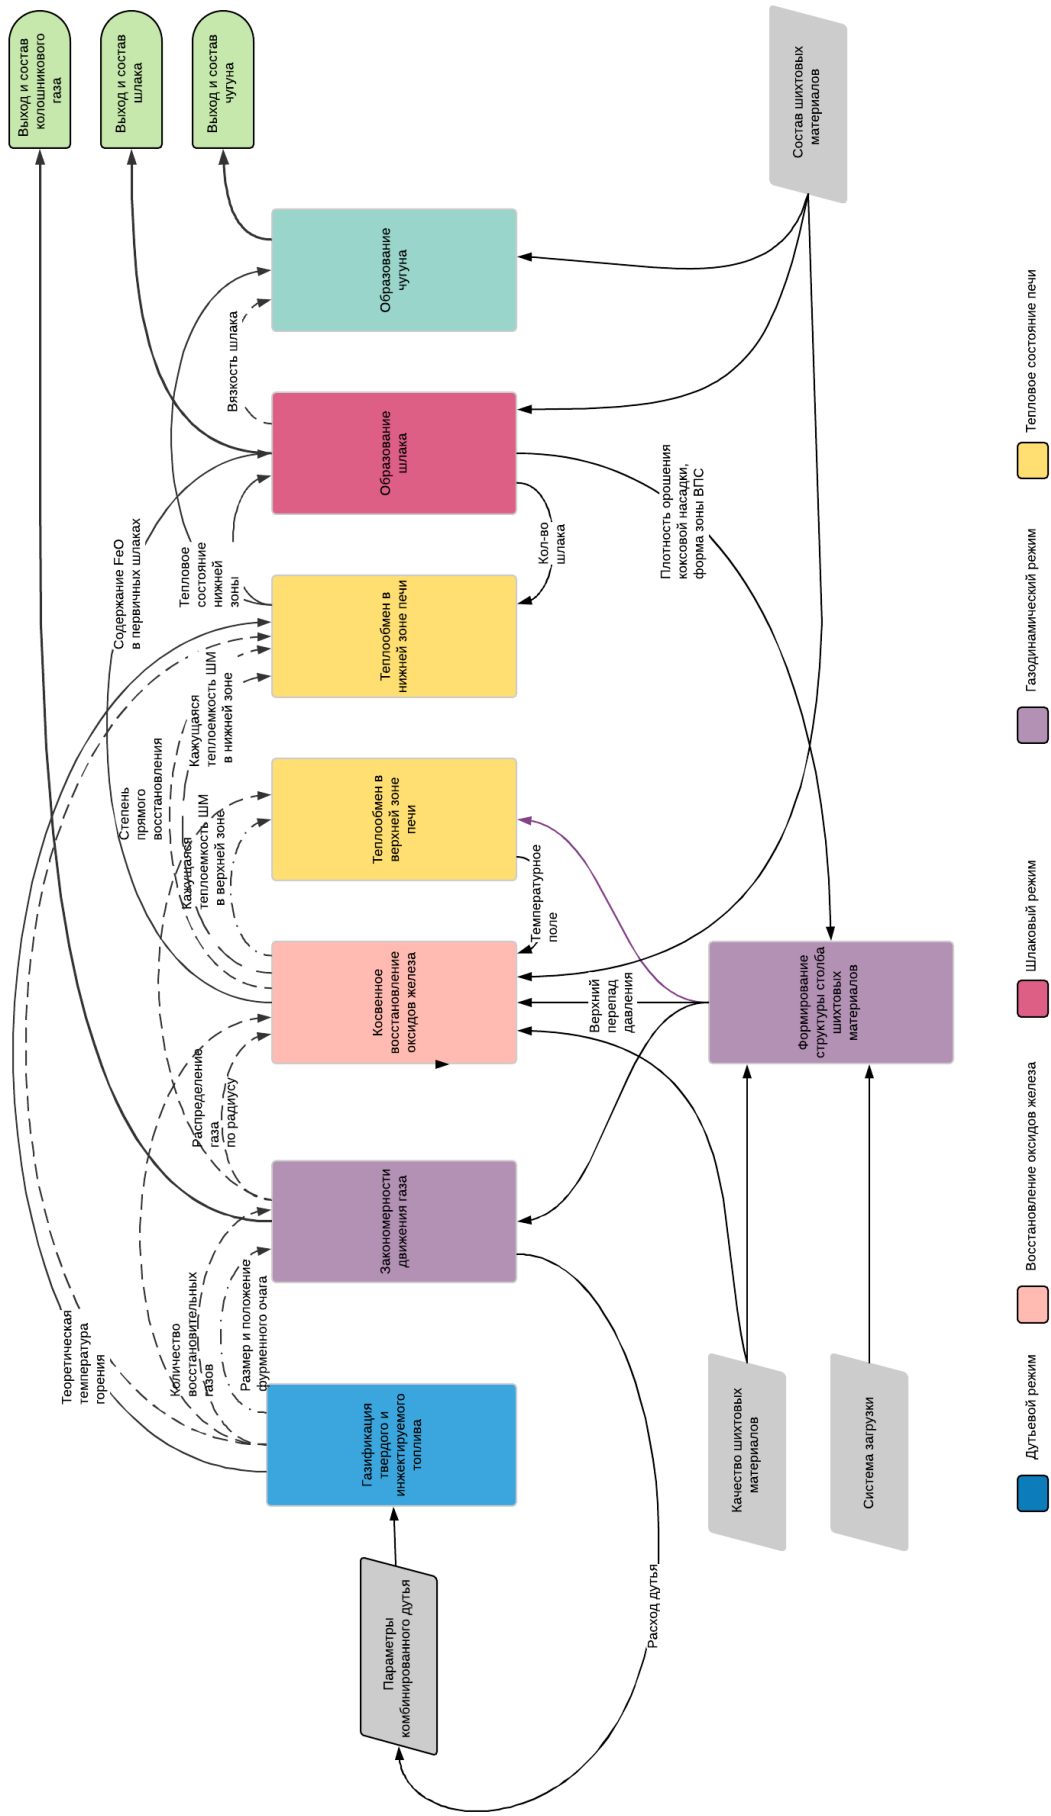 Выход и состав
колошникового
газа
Выход и состав
шлака
Выход и состав
чугуна
Состав шихтовых
материалов
Образование
чугуна
Вязкость шлака
Образование
шлака
Содержание FeO
в первичных шлаках
Тепловое
состояние
нижней
зоны
Кол-во
шлака
Плотность орошения
коксовой насадки,
форма зоны ВПС
Теплообмен в
нижней зоне печи
Кажущаяся
теплоемкость ШМ
в нижней зоне
Степень
прямого
восстановления
Кажущаяся
теплоемкость ШМ
в верхней зоне
Теплообмен в
верхней зоне
печи
Температурное
поле
Косвенное
восстановление
оксидов железа
Верхний
перепад
давления
Формирование
структуры столба
шихтовых
материалов
Распределение
газа
по радиусу
Закономерности
движения газа
Теоретическая
температура
горения
Количество
восстановительных
газов
Размер и положение
фурменного очага
Газификация
твердого и
инжектируемого
топлива
Качество шихтовых
материалов
Система загрузки
Параметры
комбинированного дутья
Расход дутья
Дутьевой режим
Восстановление оксидов железа
Шлаковый режим
Газодинамический режим
Тепловое состояние печи